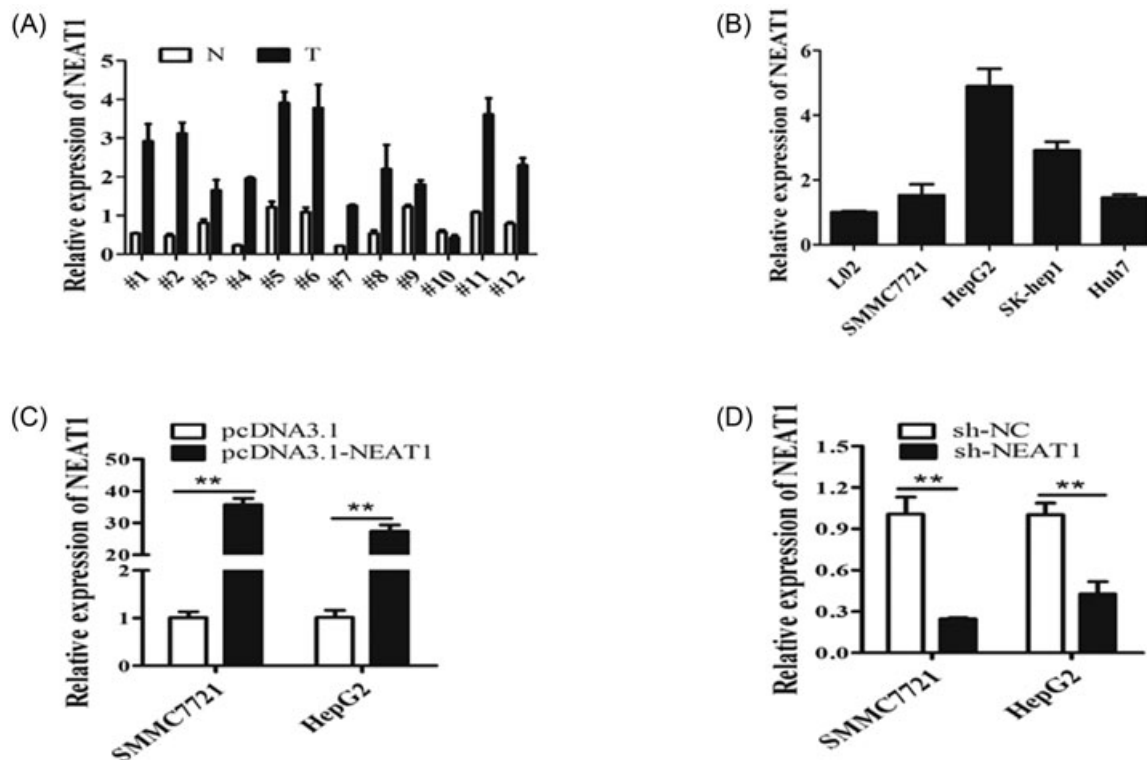 (A)
N T
Relative expression of NEAT1
5
4
3
2
1
0
#1 #2 #3 #4 #5 #6 #7 #8 #9 #10 #11 #12
(B)
Relative expression of NEAT1
6
4
2
0
L02 SMMC7721 HepG2 SK-hep1 Huh7
(C)
pcDNA3.1
pcDNA3.1-NEAT1
Relative expression of NEAT1
50
40
30
20
2
1
0
** **
SMMC7721 HepG2
(D)
sh-NC
sh-NEAT1
Relative expression of NEAT1
1.5
1.2
0.9
0.6
0.3
0.0
** **
SMMC7721 HepG2